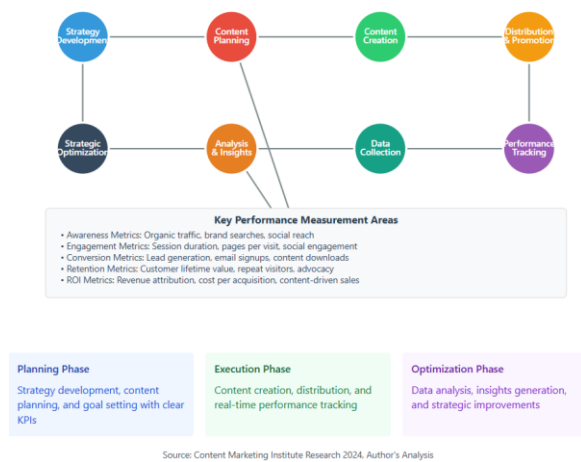 Strategy
Development
Content
Planning
Content
Creation
Distribution
& Promotion
Strategic
Optimization
Analysis
& Insights
Data
Collection
Performance
Tracking
Key Performance Measurement Areas
• Awareness Metrics: Organic traffic, brand searches, social reach
• Engagement Metrics: Session duration, pages per visit, social engagement
• Conversion Metrics: Lead generation, email signups, content downloads
• Retention Metrics: Customer lifetime value, repeat visitors, advocacy
• ROI Metrics: Revenue attribution, cost per acquisition, content-driven sales
Planning Phase
Strategy development, content
planning, and goal setting with clear
KPIs
Execution Phase
Content creation, distribution, and
real-time performance tracking
Optimization Phase
Data analysis, insights generation,
and strategic improvements
Source: Content Marketing Institute Research 2024, Author's Analysis